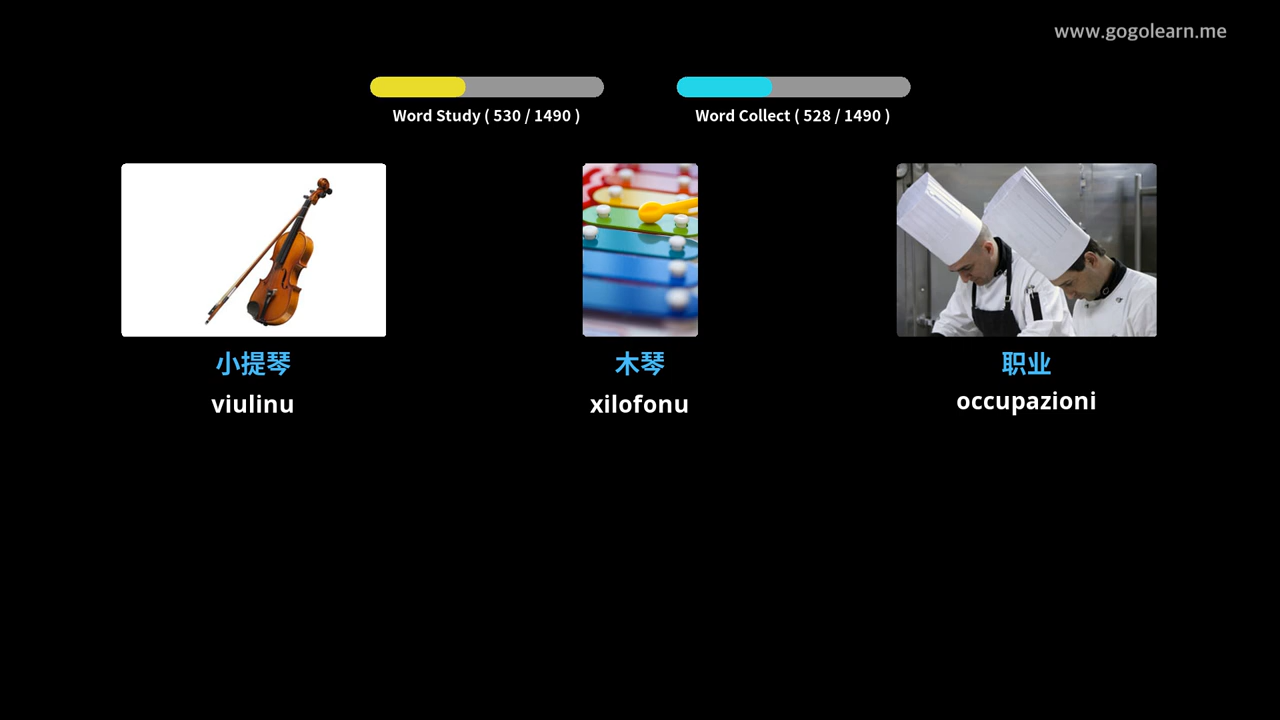 www.gogolearn.me
Word Study ( 530 / 1490 )
Word Collect ( 528 / 1490 )
小提琴
木琴
职业
viulinu
xilofonu
occupazioni